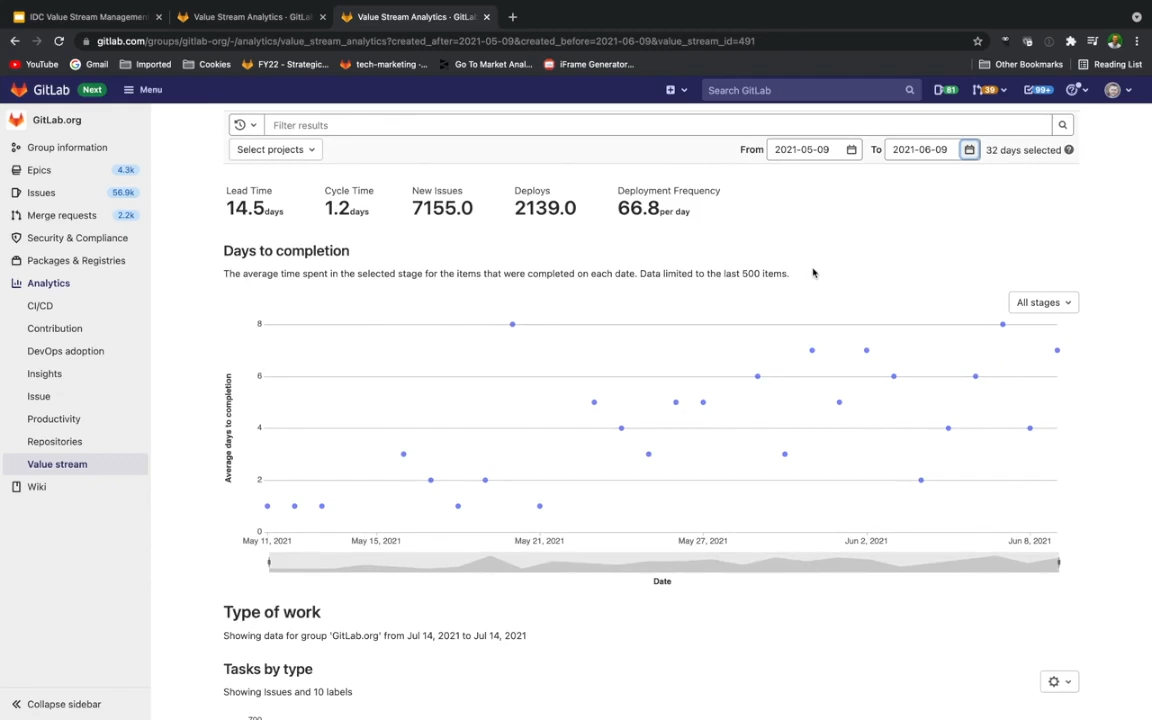 IDC Value Stream Management
Value Stream Analytics · GitLab
Value Stream Analytics · GitLab
gitlab.com/groups/gitlab-org/-/analytics/value_stream_analytics?created_after=2021-05-09&created_before=2021-06-09&value_stream_id=491
YouTube
Gmail
Imported
Cookies
FY22 - Strategic...
tech-marketing -...
Go To Market Anal...
iFrame Generator...
Other Bookmarks
Reading List
GitLab
Next
Menu
Search GitLab
81
39
99+
GitLab.org
Group information
Epics 4.3k
Issues 56.9k
Merge requests 2.2k
Security & Compliance
Packages & Registries
Analytics
CI/CD
Contribution
DevOps adoption
Insights
Issue
Productivity
Repositories
Value stream
Wiki
Collapse sidebar
Filter results
Select projects
From 2021-05-09 To 2021-06-09 32 days selected
Lead Time Cycle Time New Issues Deploys Deployment Frequency
14.5 days 1.2 days 7155.0 2139.0 66.8 per day
Days to completion
The average time spent in the selected stage for the items that were completed on each date. Data limited to the last 500 items.
All stages
Average days to completion
8
6
4
2
0
May 11, 2021 May 15, 2021 May 21, 2021 May 27, 2021 Jun 2, 2021 Jun 8, 2021
Date
Type of work
Showing data for group 'GitLab.org' from Jul 14, 2021 to Jul 14, 2021
Tasks by type
Showing Issues and 10 labels
700